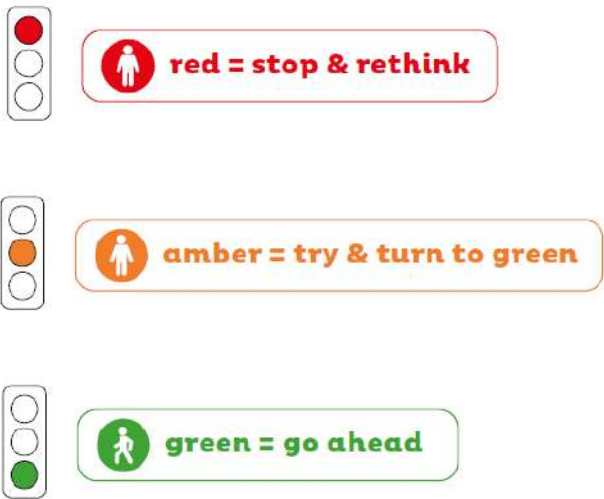 red = stop & rethink
amber = try & turn to green
green = go ahead